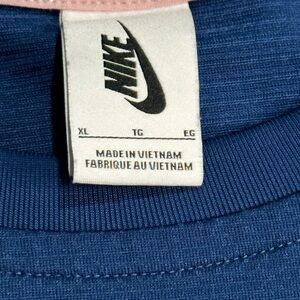 NIKE
XL TG EG
MADE IN VIETNAM
FABRIQUE AU VIETNAM